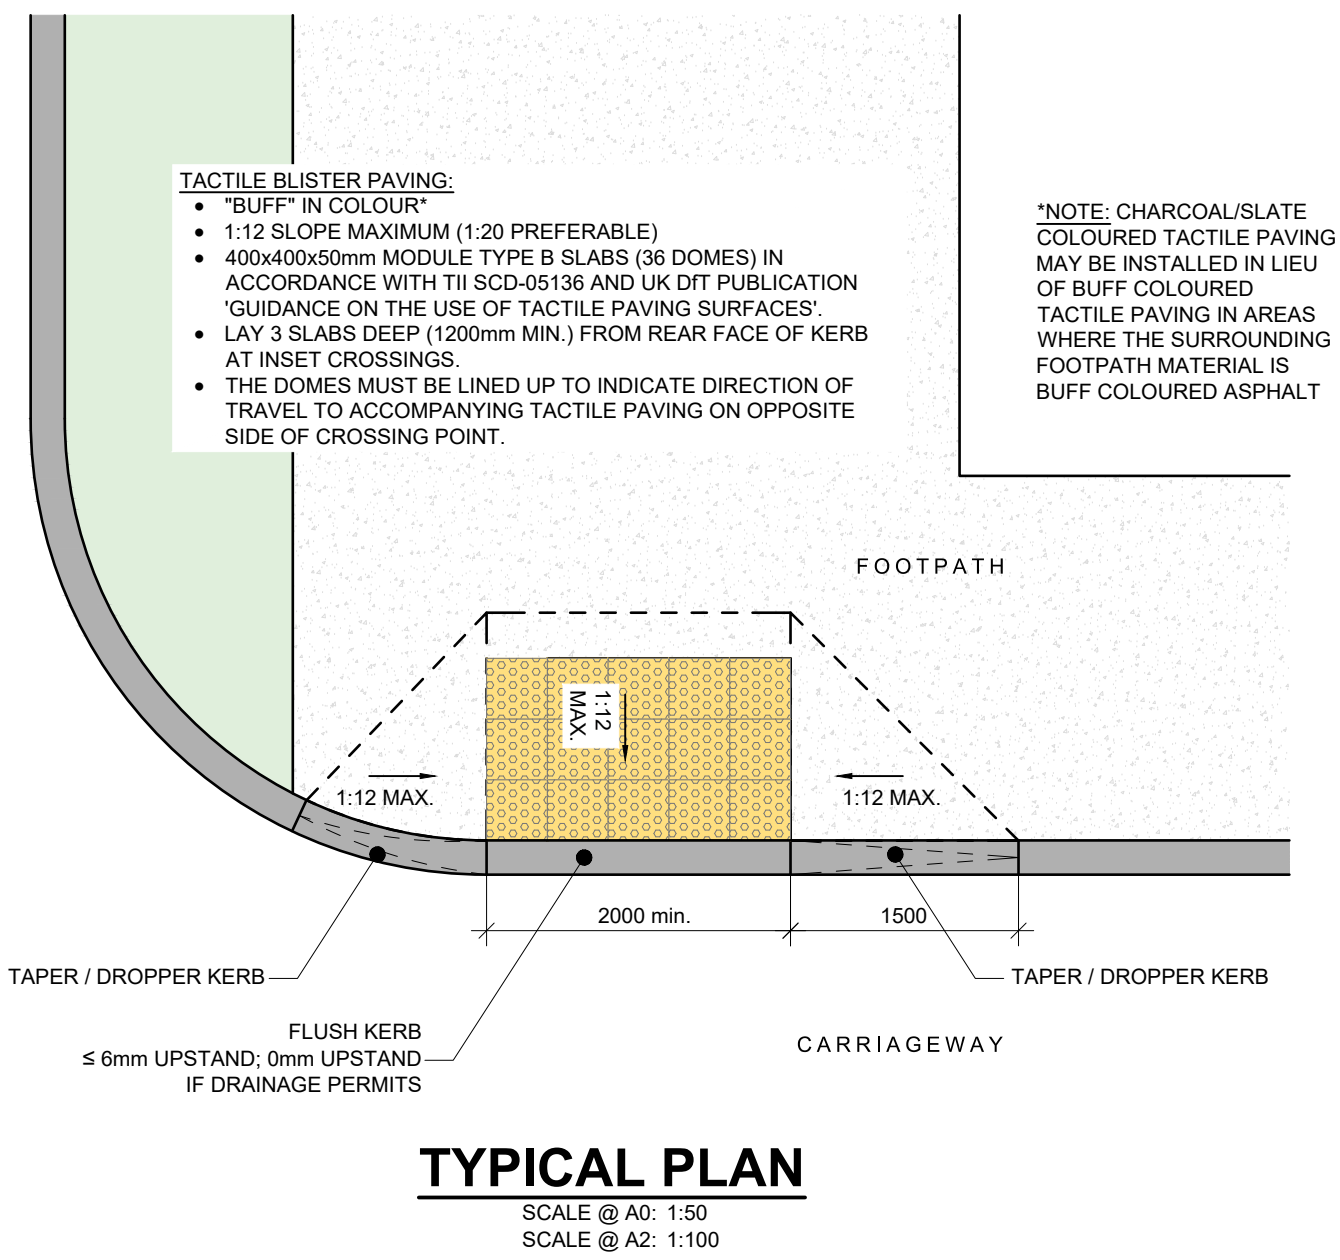 TACTILE BLISTER PAVING:
• "BUFF" IN COLOUR*
• 1:12 SLOPE MAXIMUM (1:20 PREFERABLE)
• 400x400x50mm MODULE TYPE B SLABS (36 DOMES) IN
ACCORDANCE WITH TII SCD-05136 AND UK DfT PUBLICATION
'GUIDANCE ON THE USE OF TACTILE PAVING SURFACES'.
• LAY 3 SLABS DEEP (1200mm MIN.) FROM REAR FACE OF KERB
AT INSET CROSSINGS.
• THE DOMES MUST BE LINED UP TO INDICATE DIRECTION OF
TRAVEL TO ACCOMPANYING TACTILE PAVING ON OPPOSITE
SIDE OF CROSSING POINT.
*NOTE: CHARCOAL/SLATE
COLOURED TACTILE PAVING
MAY BE INSTALLED IN LIEU
OF BUFF COLOURED
TACTILE PAVING IN AREAS
WHERE THE SURROUNDING
FOOTPATH MATERIAL IS
BUFF COLOURED ASPHALT
FOOTPATH
1:12
MAX.
1:12 MAX.
1:12 MAX.
2000 min.
1500
TAPER / DROPPER KERB
TAPER / DROPPER KERB
FLUSH KERB
≤ 6mm UPSTAND; 0mm UPSTAND
IF DRAINAGE PERMITS
CARRIAGEWAY
TYPICAL PLAN
SCALE @ A0: 1:50
SCALE @ A2: 1:100